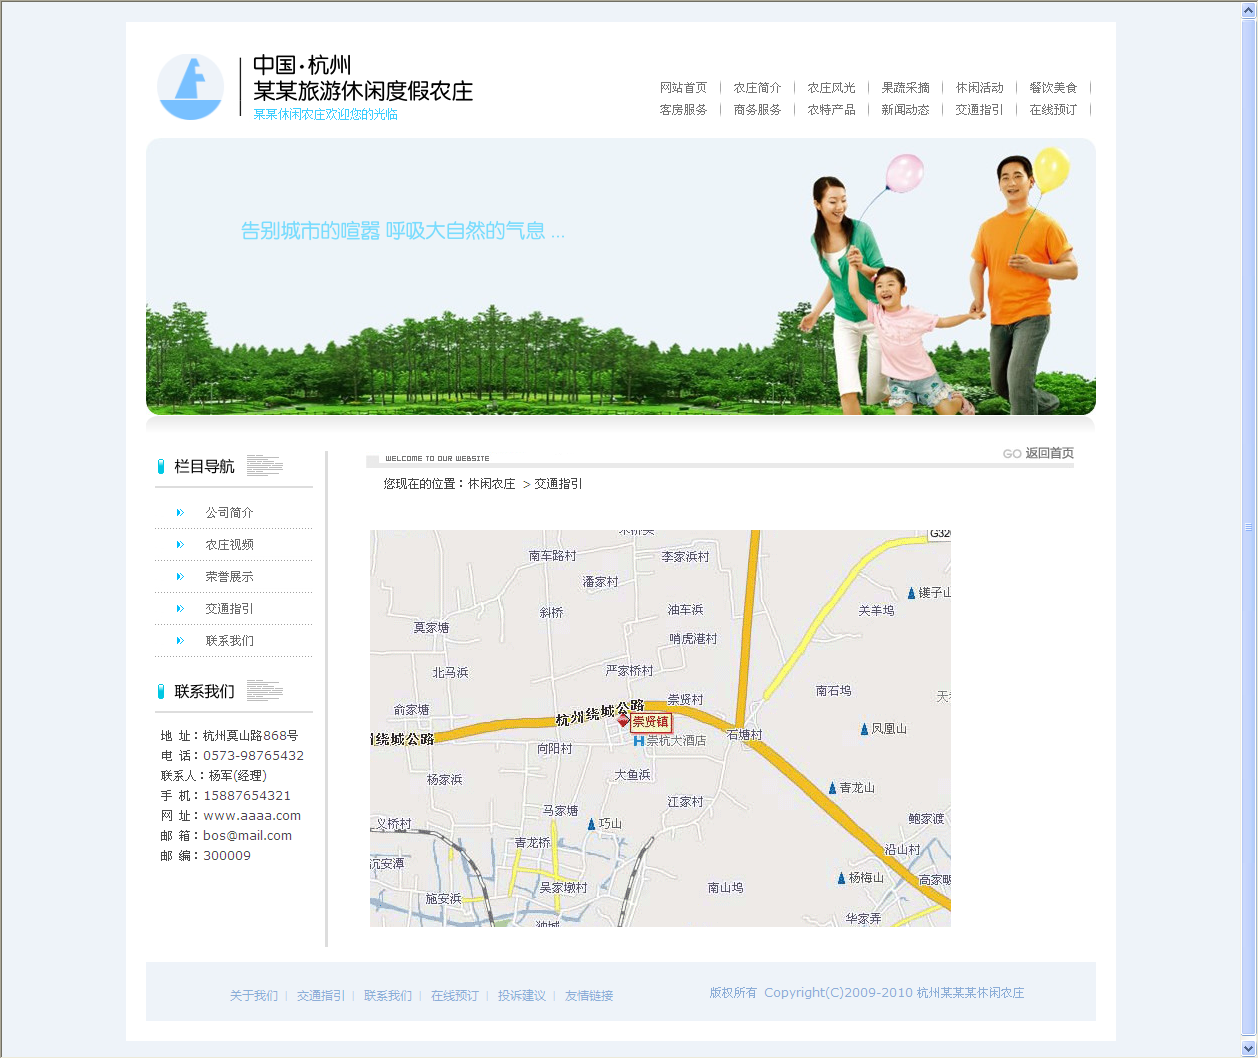 中国·杭州
某某旅游休闲度假农庄
某某休闲农庄欢迎您的光临
网站首页 农庄简介 农庄风光 果蔬采摘 休闲活动 餐饮美食
客房服务 商务服务 农特产品 新闻动态 交通指引 在线预订
告别城市的喧嚣 呼吸大自然的气息 ...
栏目导航
公司简介
农庄视频
荣誉展示
交通指引
联系我们
联系我们
地 址：杭州莫山路868号
电 话：0573-98765432
联系人：杨军(经理)
手 机：15887654321
网 址：www.aaaa.com
邮 箱：bos@mail.com
邮 编：300009
WELCOME TO OUR WEBSITE
GO 返回首页
您现在的位置：休闲农庄 > 交通指引
G32
南车路村
李家浜村
潘家村
斜桥
油车浜
关羊坞
莫家塘
哨虎港村
北马浜
严家桥村
南石坞
俞家塘
崇贤村
杭州绕城公路
崇贤镇
凤凰山
绕城公路
向阳村
崇杭大酒店
石塘村
杨家浜
大鱼浜
青龙山
江家村
马家塘
义桥村
巧山
鲍家渡
青龙桥
沿山村
沆安潭
杨梅山
吴家墩村
南山坞
施安浜
华家弄
关于我们 | 交通指引 | 联系我们 | 在线预订 | 投诉建议 | 友情链接
版权所有 Copyright(C)2009-2010 杭州某某某休闲农庄